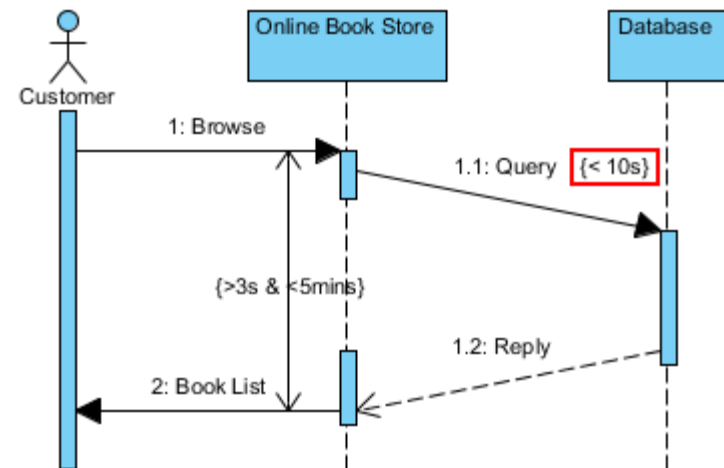 Online Book Store
Database
Customer
1: Browse
1.1: Query {< 10s}
{>3s & <5mins}
1.2: Reply
2: Book List